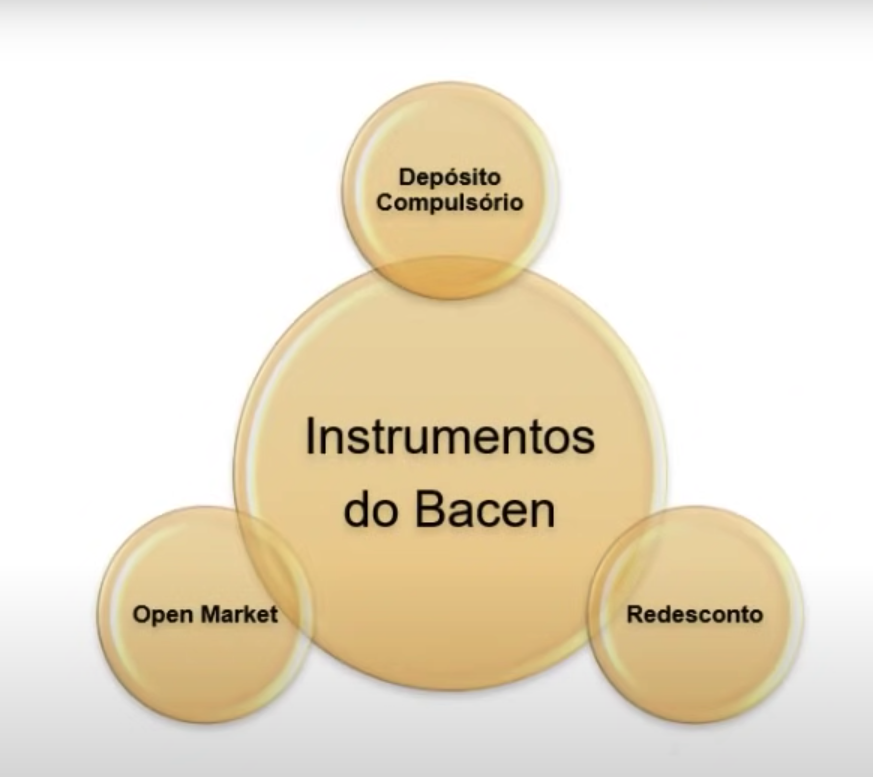 Depósito
Compulsório
Instrumentos
do Bacen
Open Market
Redesconto